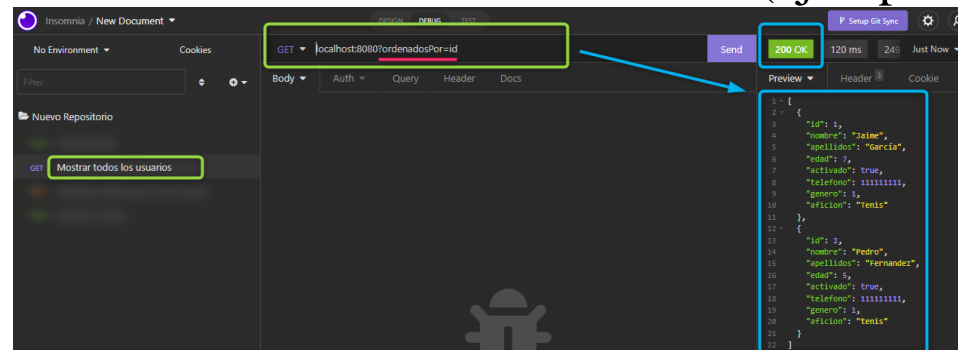 Insomnia / New Document
DESIGN DEBUG TEST
Setup Git Sync
No Environment Cookies
GET localhost:8080?ordenadosPor=id Send
200 OK 120 ms 249 Just Now
Filter
Body Auth Query Header Docs
Preview Header 3 Cookie
Nuevo Repositorio
GET Mostrar todos los usuarios
1 [
2 {
3 "id": 1,
4 "nombre": "Jaime",
5 "apellidos": "García",
6 "edad": 7,
7 "activado": true,
8 "telefono": 111111111,
9 "genero": 1,
10 "aficion": "Tenis"
11 },
12 {
13 "id": 2,
14 "nombre": "Pedro",
15 "apellidos": "Fernandez",
16 "edad": 5,
17 "activado": true,
18 "telefono": 111111111,
19 "genero": 1,
20 "aficion": "tenis"
21 }
22 ]